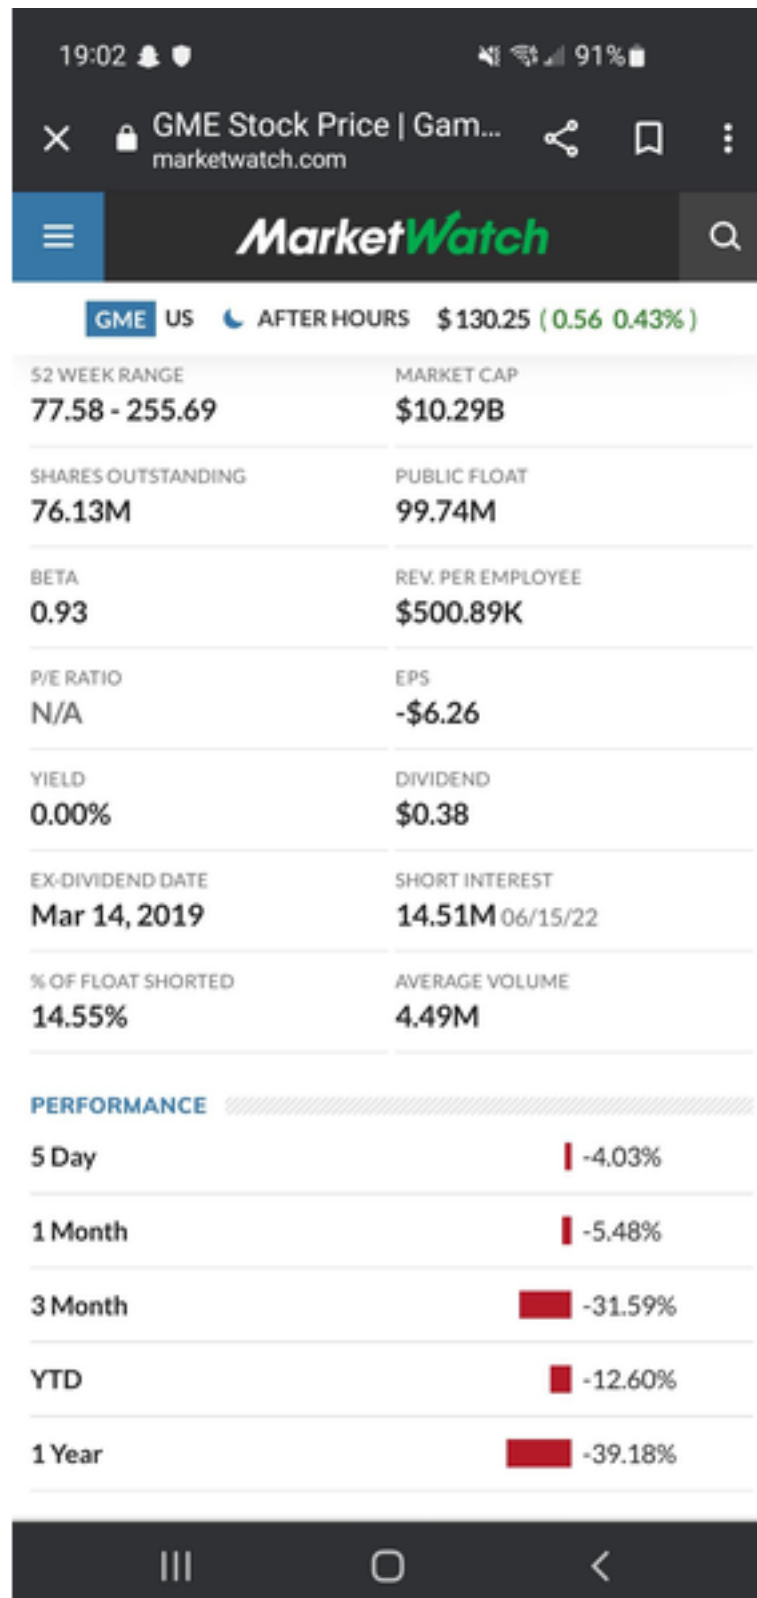 19:02 91%
GME Stock Price | Gam...
marketwatch.com
MarketWatch
GME US AFTER HOURS $130.25 ( 0.56 0.43% )
52 WEEK RANGE MARKET CAP
77.58 - 255.69 $10.29B
SHARES OUTSTANDING PUBLIC FLOAT
76.13M 99.74M
BETA REV. PER EMPLOYEE
0.93 $500.89K
P/E RATIO EPS
N/A -$6.26
YIELD DIVIDEND
0.00% $0.38
EX-DIVIDEND DATE SHORT INTEREST
Mar 14, 2019 14.51M 06/15/22
% OF FLOAT SHORTED AVERAGE VOLUME
14.55% 4.49M
PERFORMANCE
5 Day -4.03%
1 Month -5.48%
3 Month -31.59%
YTD -12.60%
1 Year -39.18%